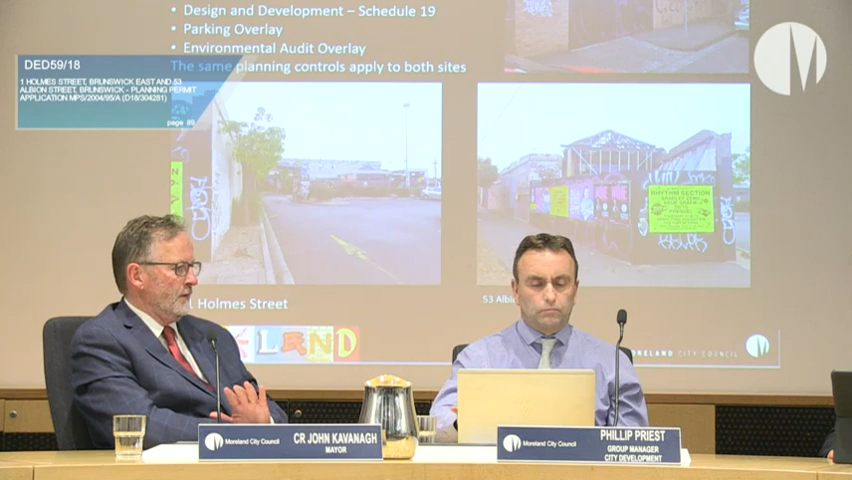 • Design and Development – Schedule 19
• Parking Overlay
• Environmental Audit Overlay
The same planning controls apply to both sites
DED59/18
1 HOLMES STREET, BRUNSWICK EAST AND 53
ALBION STREET, BRUNSWICK - PLANNING PERMIT
APPLICATION MPS/2004/95/A (D18/304281)
page 89
RHYTHM SECTION
Holmes Street
53
LAND
MORELAND CITY COUNCIL
Moreland City Council
CR JOHN KAVANAGH
MAYOR
Moreland City Council
PHILLIP PRIEST
GROUP MANAGER
CITY DEVELOPMENT